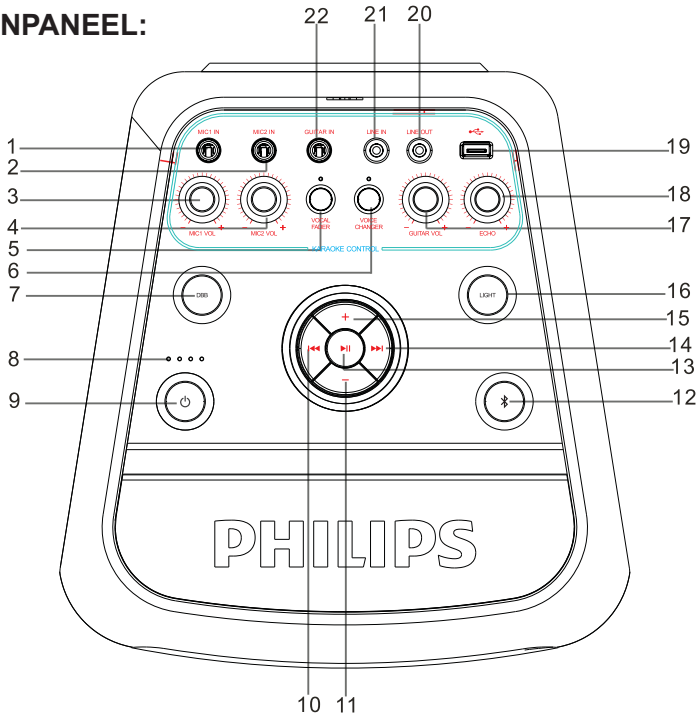 NPANEEL:
22 21 20
MIC1 IN MIC2 IN GUITAR IN LINE IN LINE OUT
1
2
3
4
5
6
7
8
9
19
18
17
16
15
14
13
12
- + - + - + - +
MIC1 VOL MIC2 VOL VOCAL FADER VOICE CHANGER GUITAR VOL ECHO
KARAOKE CONTROL
DBB LIGHT
+
−
PHILIPS
10 11